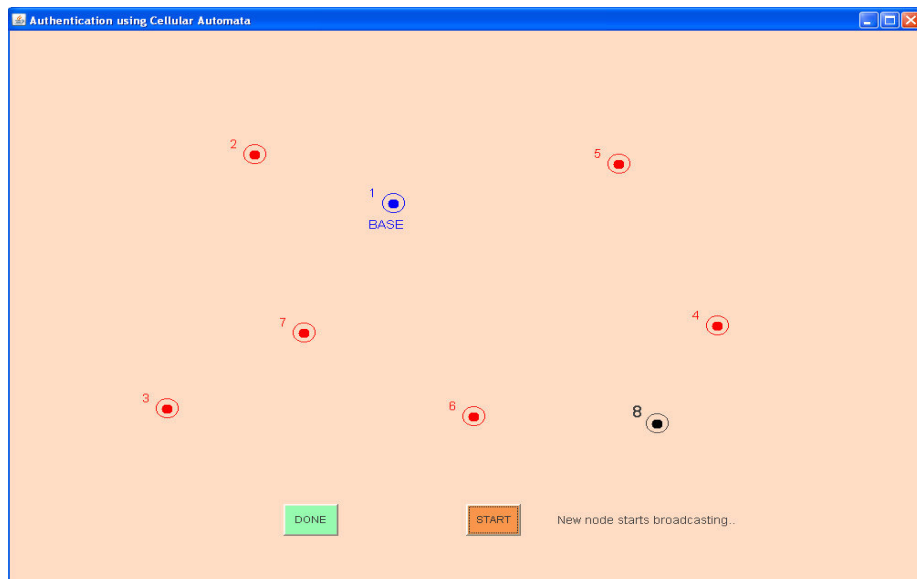 Authentication using Cellular Automata
2
5
1
BASE
7
4
3
6
8
DONE
START
New node starts broadcasting..